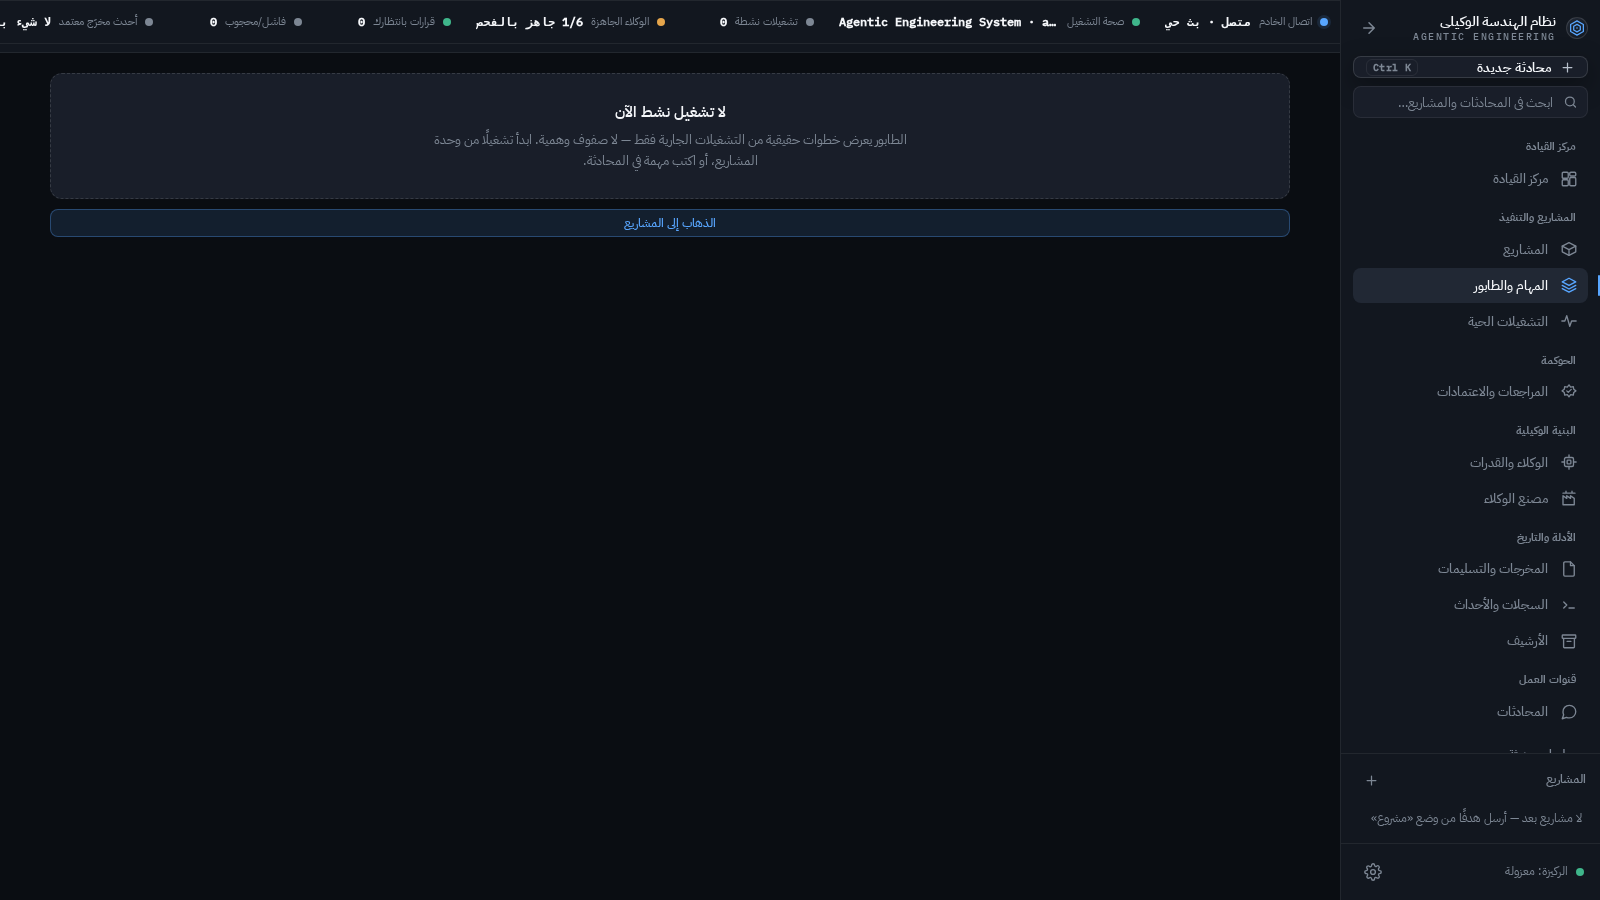 نظام الهندسة الوكيلي
AGENTIC ENGINEERING
محادثة جديدة
Ctrl K
ابحث في المحادثات والمشاريع...
مركز القيادة
مركز القيادة
المشاريع والتنفيذ
المشاريع
المهام والطابور
التشغيلات الحية
الحوكمة
المراجعات والاعتمادات
البنية الوكيلية
الوكلاء والقدرات
مصنع الوكلاء
الأدلة والتاريخ
المخرجات والتسليمات
السجلات والأحداث
الأرشيف
قنوات العمل
المحادثات
المشاريع
لا مشاريع بعد — أرسل هدفًا من وضع «مشروع»
الركيزة: معزولة
اتصال الخادم متصل · بث حي
صحة التشغيل Agentic Engineering System · a…
تشغيلات نشطة 0
الوكلاء الجاهزة 1/6 جاهز بالفحص
قرارات بانتظارك 0
فاشل/محجوب 0
أحدث مخرّج معتمد لا شيء
لا تشغيل نشط الآن
الطابور يعرض خطوات حقيقية من التشغيلات الجارية فقط — لا صفوف وهمية. ابدأ تشغيلًا من وحدة
المشاريع، أو اكتب مهمة في المحادثة.
الذهاب إلى المشاريع